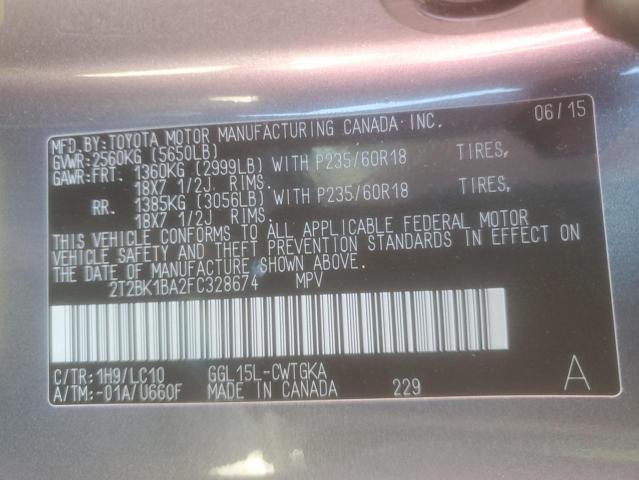 MFD.BY:TOYOTA MOTOR MANUFACTURING CANADA INC. 06/15
GVWR:2560KG (5650LB)
GAWR:FRT. 1360KG (2999LB) WITH P235/60R18 TIRES,
18X7 1/2J. RIMS.
RR. 1385KG (3056LB) WITH P235/60R18 TIRES,
18X7 1/2J. RIMS.
THIS VEHICLE CONFORMS TO ALL APPLICABLE FEDERAL MOTOR
VEHICLE SAFETY AND THEFT PREVENTION STANDARDS IN EFFECT ON
THE DATE OF MANUFACTURE SHOWN ABOVE.
2T2BK1BA2FC328674 MPV
C/TR:1H9/LC10 GGL15L-CWTGKA
A/TM:-01A/U660F MADE IN CANADA 229 A